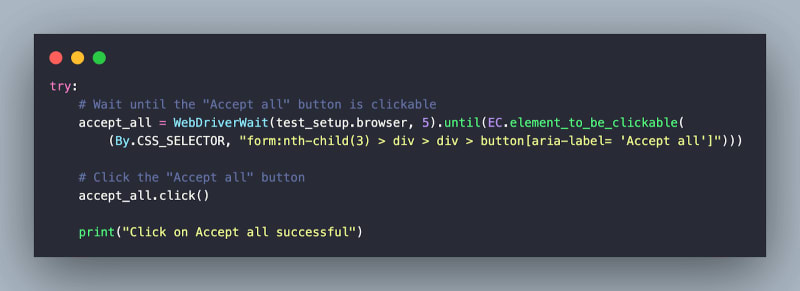 try:
    # Wait until the "Accept all" button is clickable
    accept_all = WebDriverWait(test_setup.browser, 5).until(EC.element_to_be_clickable(
        (By.CSS_SELECTOR, "form:nth-child(3) > div > div > button[aria-label= 'Accept all']")))
    # Click the "Accept all" button
    accept_all.click()
    print("Click on Accept all successful")